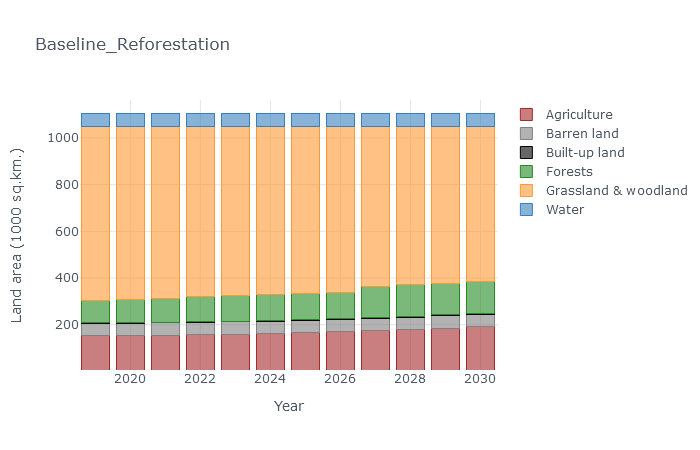 Baseline_Reforestation
Agriculture
Barren land
Built-up land
Forests
Grassland & woodland
Water
1000
800
600
400
200
Land area (1000 sq.km.)
2020
2022
2024
2026
2028
2030
Year